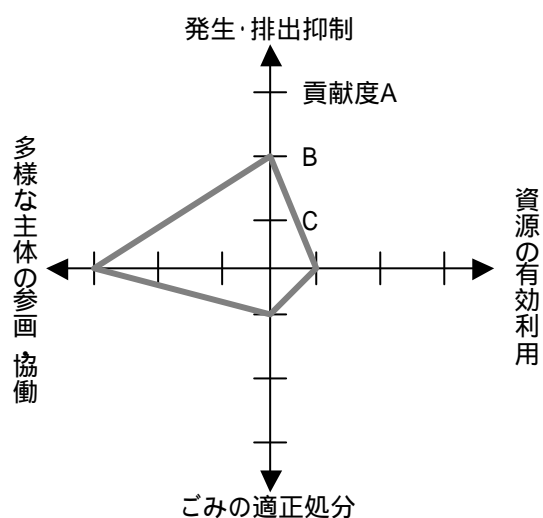 発生・排出抑制
貢献度A
B
C
多様な主体の参画・協働
資源の有効利用
ごみの適正処分